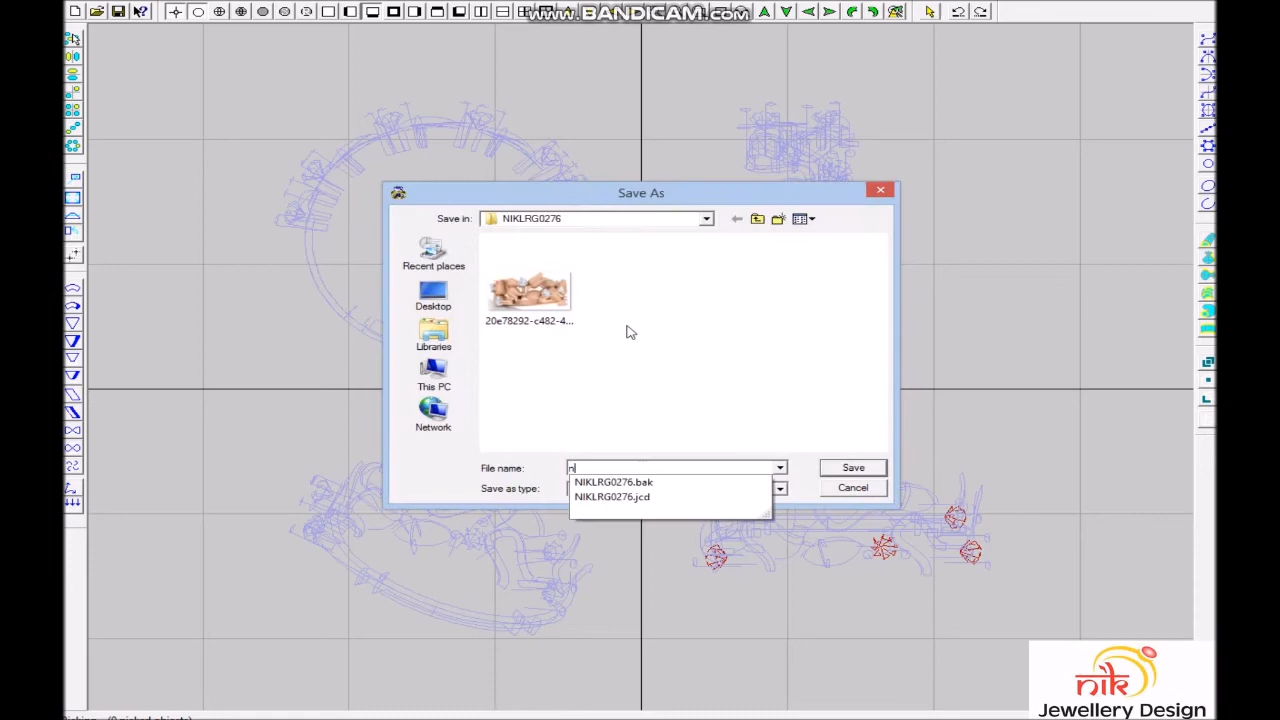 www.BANDICAM.com
Save As
Save in:
NIKLRG0276
Recent places
Desktop
Libraries
This PC
Network
20e78292-c482-4...
File name:
n
Save
NIKLRG0276.bak
NIKLRG0276.jcd
Save as type:
Cancel
nik
Jewellery Design